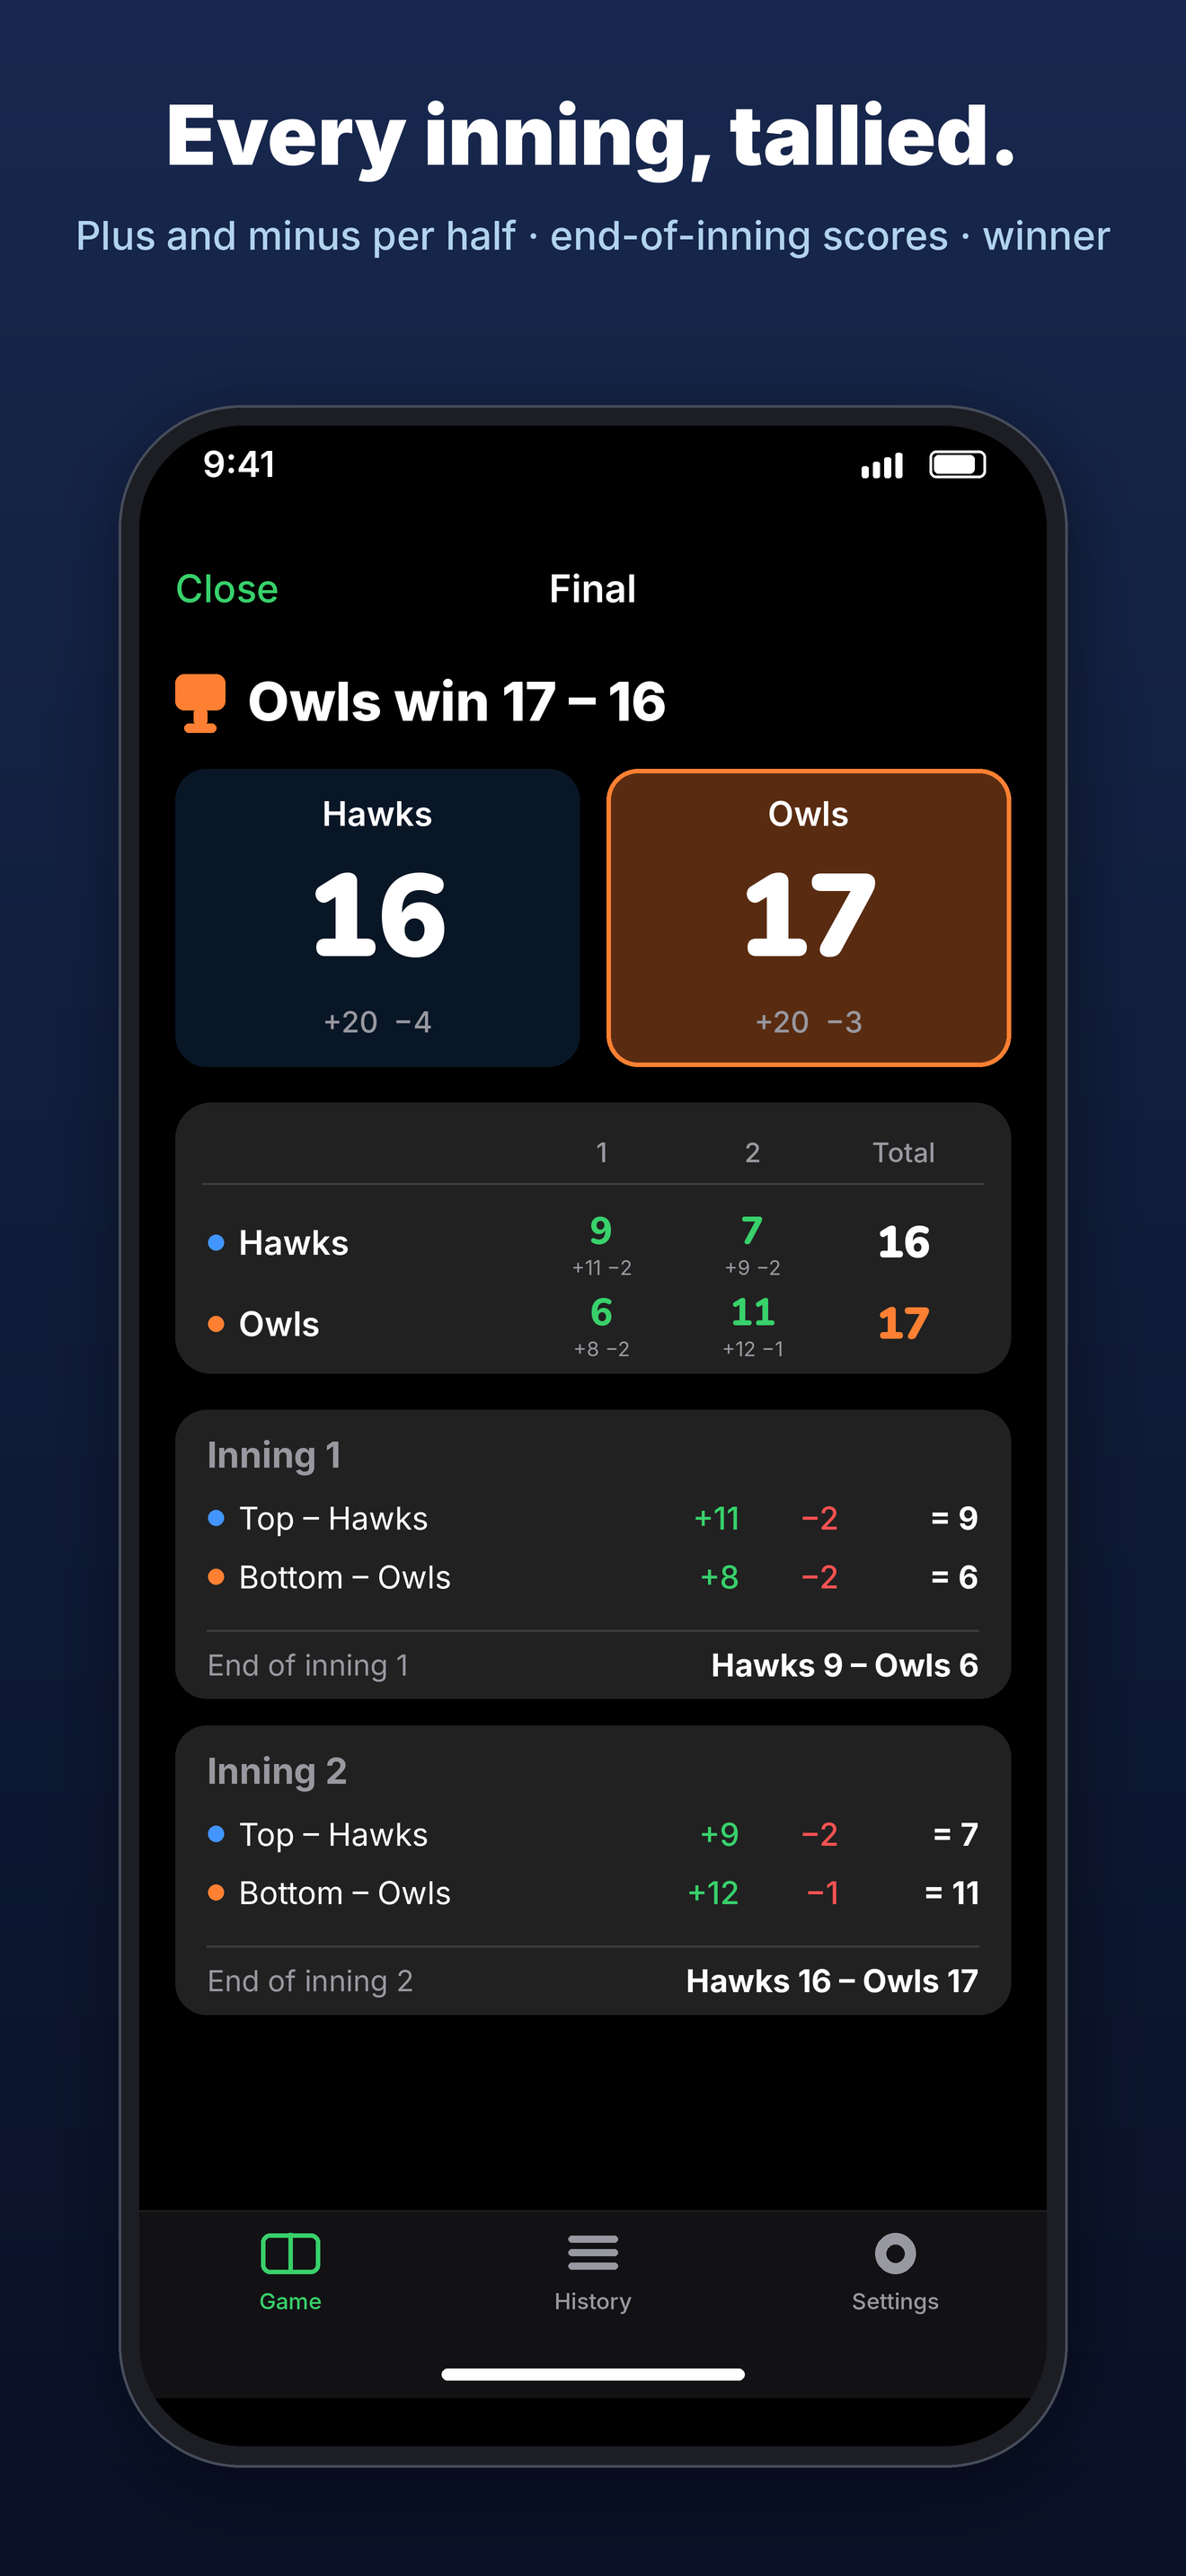 Every inning, tallied.
Plus and minus per half · end-of-inning scores · winner
9:41
Close Final
Owls win 17 – 16
Hawks Owls
16 17
+20 −4 +20 −3
1 2 Total
Hawks 9 7 16
+11 −2 +9 −2
Owls 6 11 17
+8 −2 +12 −1
Inning 1
Top – Hawks +11 −2 = 9
Bottom – Owls +8 −2 = 6
End of inning 1 Hawks 9 – Owls 6
Inning 2
Top – Hawks +9 −2 = 7
Bottom – Owls +12 −1 = 11
End of inning 2 Hawks 16 – Owls 17
Game History Settings